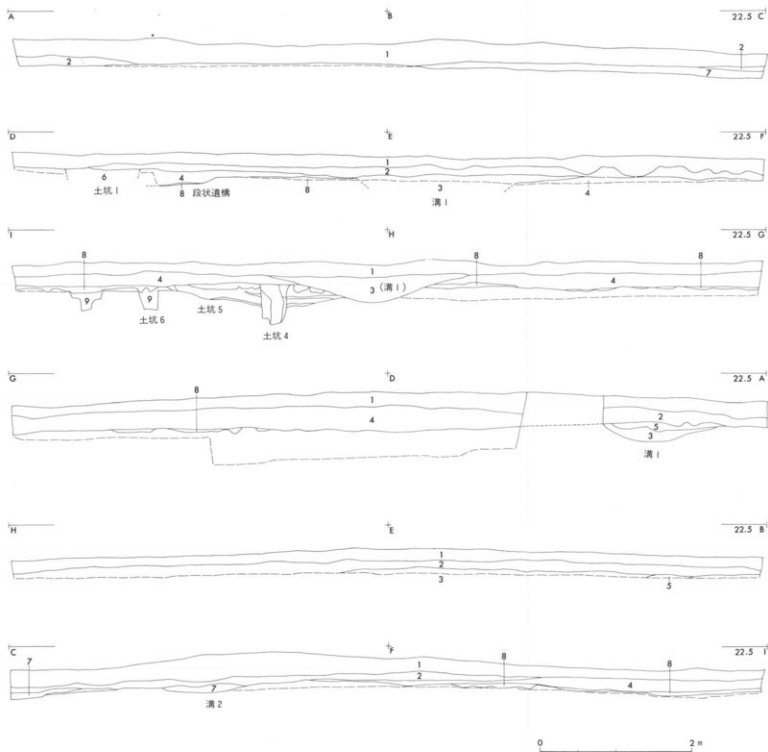 A B 22.5 C
1
2
2
7
D E 22.5 F
1
2
6 4 8 3
土坑1 8 段状遺構 溝1 4
I H 22.5 G
8 1 8 8
4 4
3 (溝1)
9 9 土坑5
土坑6 土坑4
G D 22.5 A
8 1
4 2
5
3
溝1
H E 22.5 B
1
2
3 5
C F 22.5 I
7 8 8
1
2 4
7
溝2
0 2 m